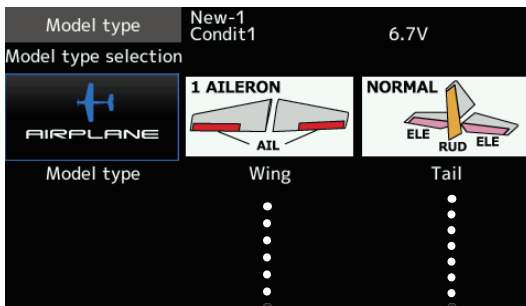 Model type
New-1
Condit1
6.7V
Model type selection
AIRPLANE
1 AILERON
AIL
NORMAL
ELE
RUD
ELE
Model type
Wing
Tail